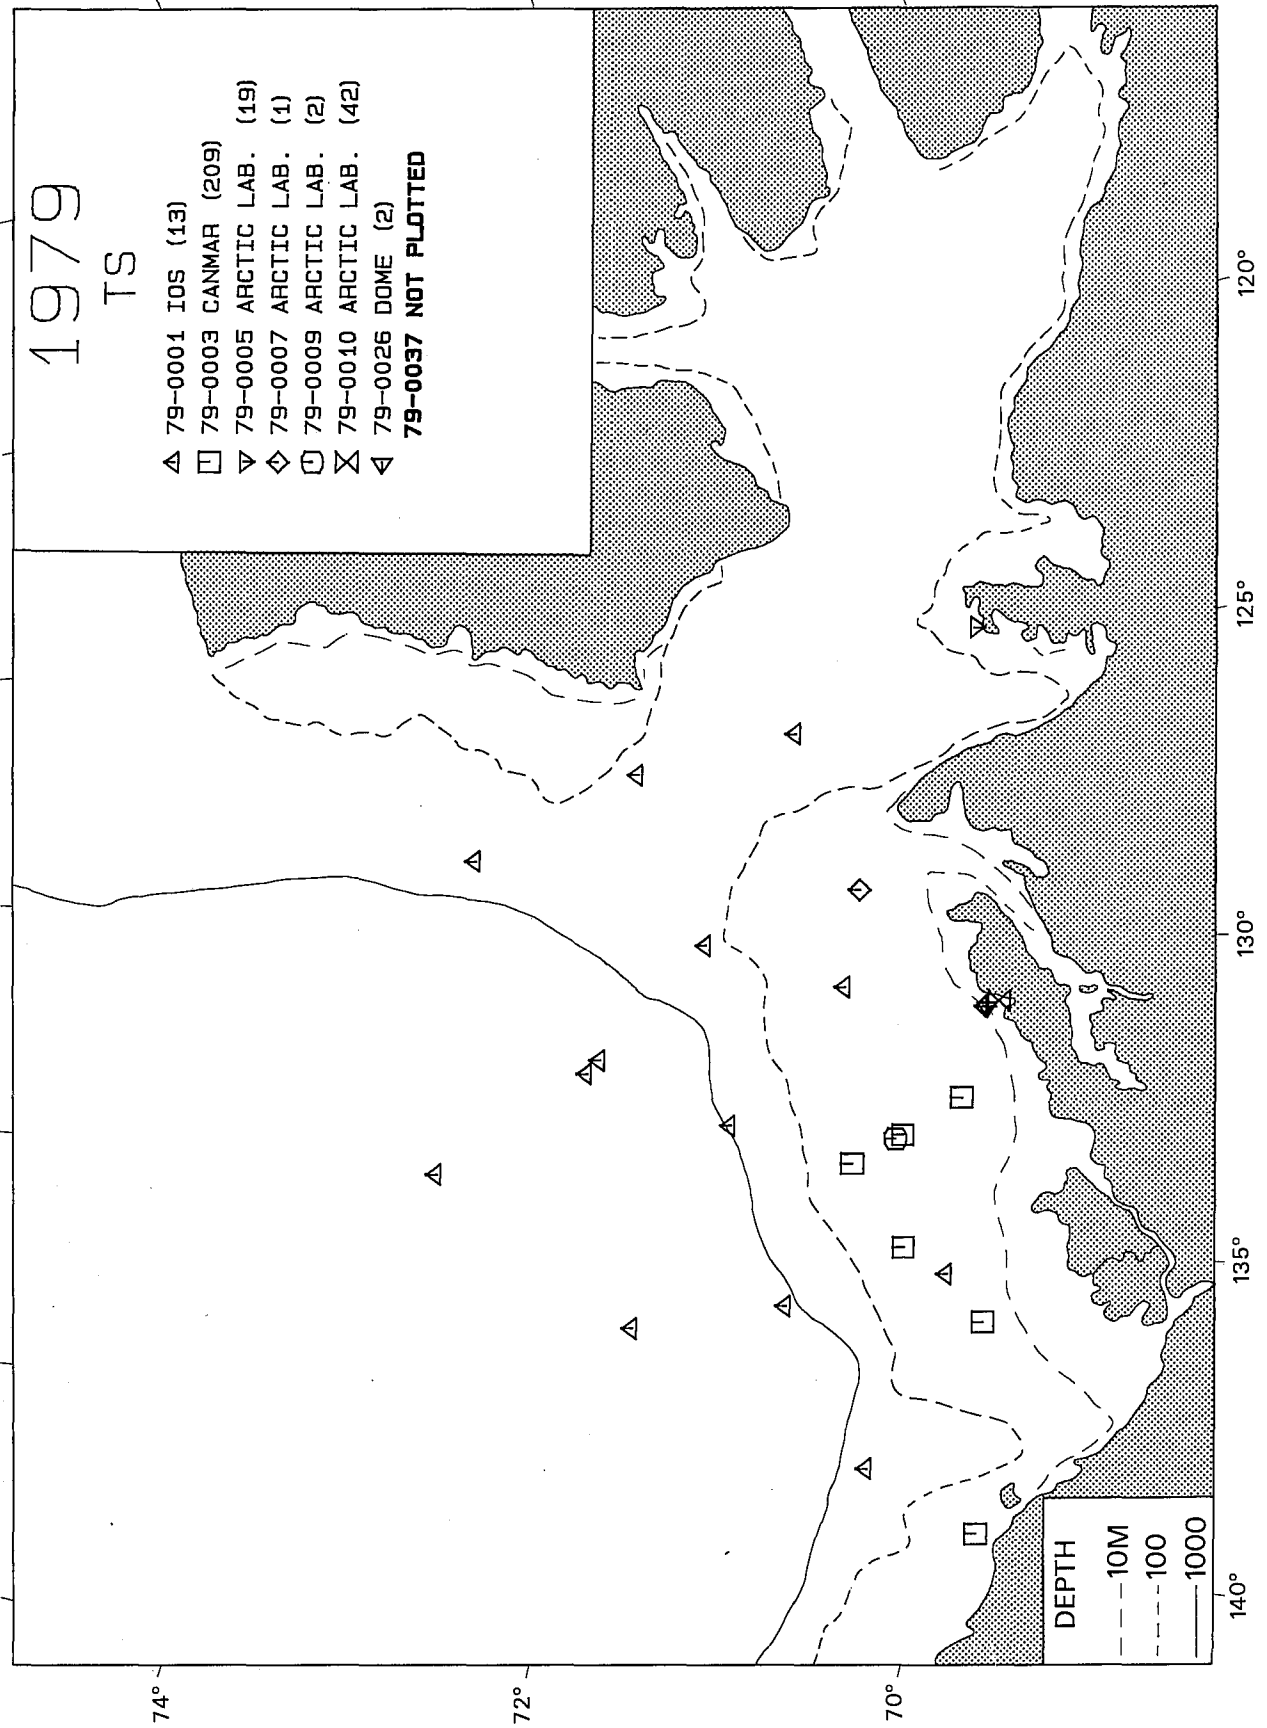 1979
TS
79-0001 IOS (13)
79-0003 CANMAR (209)
79-0005 ARCTIC LAB. (19)
79-0007 ARCTIC LAB. (1)
79-0009 ARCTIC LAB. (2)
79-0010 ARCTIC LAB. (42)
79-0026 DOME (2)
79-0037 NOT PLOTTED
74°
72°
70°
DEPTH
10M
100
1000
140°
135°
130°
125°
120°